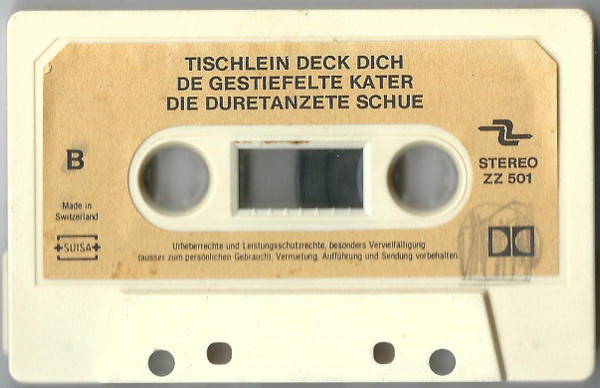 TISCHLEIN DECK DICH
DE GESTIEFELTE KATER
DIE DURETANZETE SCHUE
B
STEREO
ZZ 501
Made in
Switzerland
SUISA
Urheberrechte und Leistungsschutzrechte, besonders Vervielfältigung
(ausser zum persönlichen Gebrauch), Vermietung, Aufführung und Sendung vorbehalten.